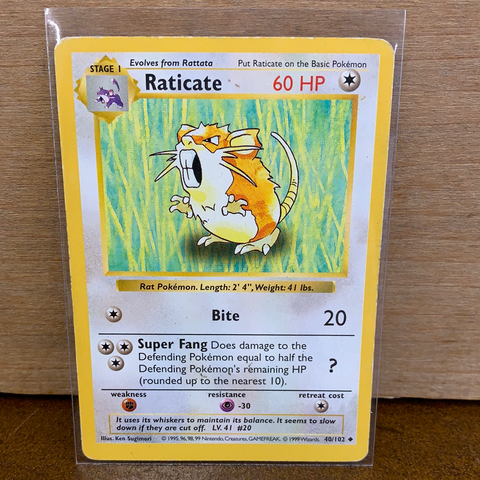 Evolves from Rattata Put Raticate on the Basic Pokémon
STAGE 1
Raticate 60 HP
Rat Pokémon. Length: 2' 4", Weight: 41 lbs.
Bite 20
Super Fang Does damage to the
Defending Pokémon equal to half the
Defending Pokémon's remaining HP
(rounded up to the nearest 10). ?
weakness resistance retreat cost
-30
It uses its whiskers to maintain its balance. It seems to slow
down if they are cut off. LV. 41 #20
Illus. Ken Sugimori © 1995, 96, 98, 99 Nintendo, Creatures, GAMEFREAK. © 1999 Wizards. 40/102 ◆